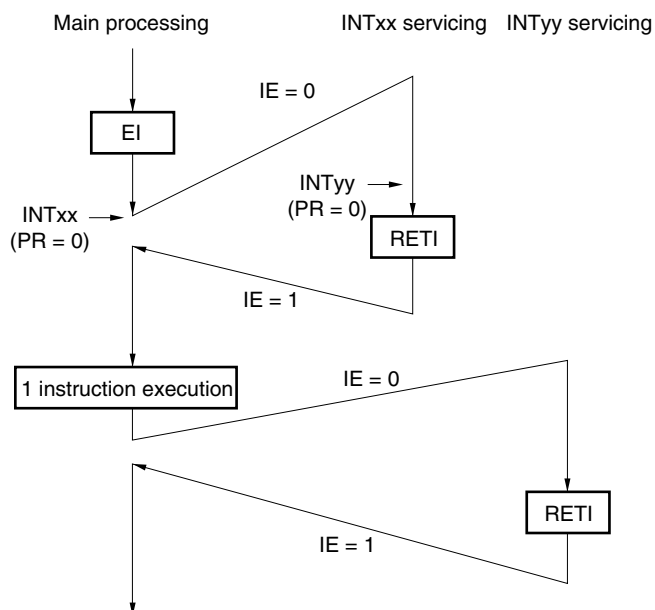 Main processing
INTxx servicing
INTyy servicing
IE = 0
EI
INTyy
(PR = 0)
INTxx
(PR = 0)
RETI
IE = 1
1 instruction execution
IE = 0
RETI
IE = 1